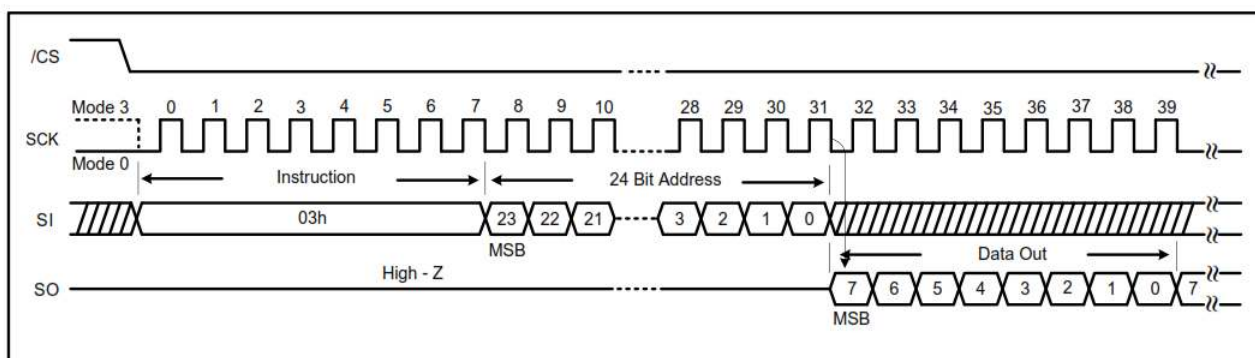 /CS
Mode 3 0 1 2 3 4 5 6 7 8 9 10 28 29 30 31 32 33 34 35 36 37 38 39
SCK
Mode 0
Instruction 24 Bit Address
SI 03h 23 22 21 3 2 1 0
MSB Data Out
High - Z
SO 7 6 5 4 3 2 1 0 7
MSB